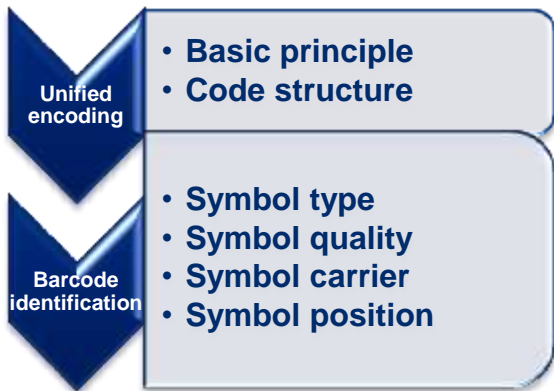 Unified
encoding
• Basic principle
• Code structure
Barcode
identification
• Symbol type
• Symbol quality
• Symbol carrier
• Symbol position